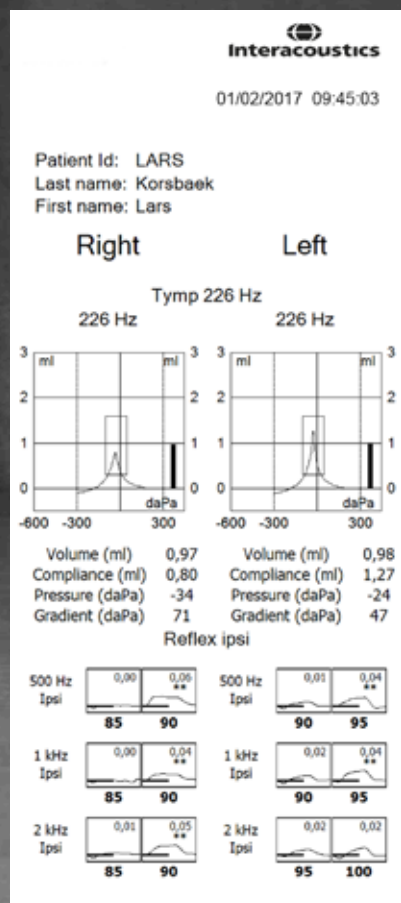 Interacoustics
01/02/2017 09:45:03
Patient Id: LARS
Last name: Korsbaek
First name: Lars
Right Left
Tymp 226 Hz
226 Hz 226 Hz
3 ml ml 3 3 ml ml 3
2 2 2 2
1 1 1 1
0 0 0 0
daPa daPa
-600 -300 300 -600 -300 300
Volume (ml) 0,97 Volume (ml) 0,98
Compliance (ml) 0,80 Compliance (ml) 1,27
Pressure (daPa) -34 Pressure (daPa) -24
Gradient (daPa) 71 Gradient (daPa) 47
Reflex ipsi
500 Hz 0,00 0,06 500 Hz 0,01 0,04
Ipsi ** Ipsi **
85 90 90 95
1 kHz 0,00 0,04 1 kHz 0,02 0,04
Ipsi ** Ipsi **
85 90 90 95
2 kHz 0,01 0,05 2 kHz 0,02 0,02
Ipsi ** Ipsi
85 90 95 100